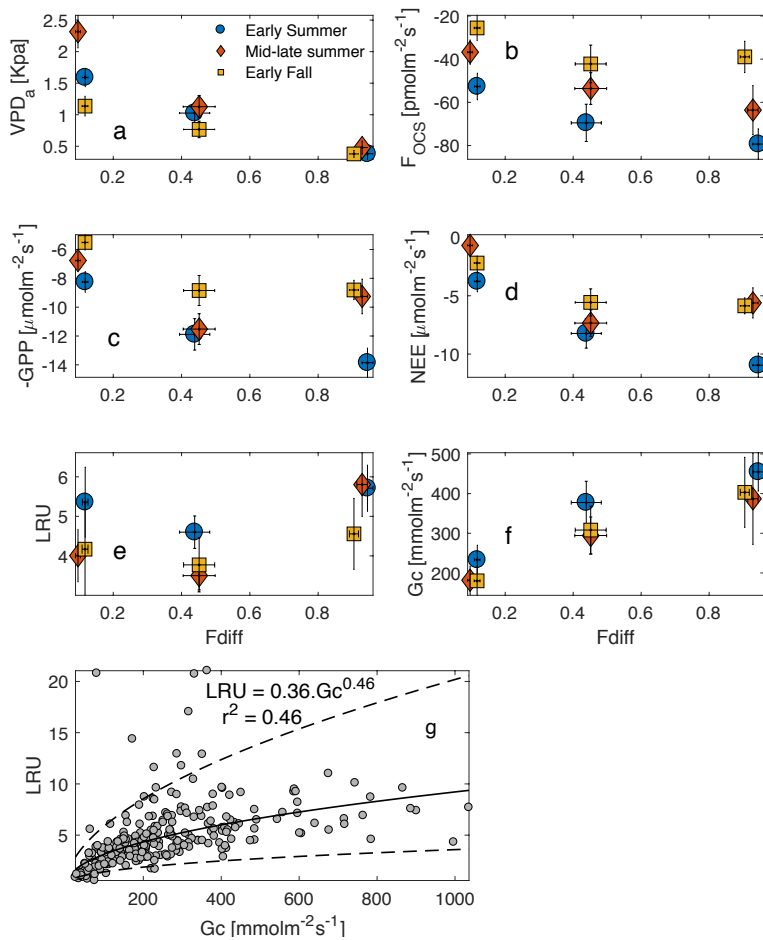 2.5
2
1.5
1
0.5
VPDₐ [Kpa]
Early Summer
Mid-late summer
Early Fall
a
0.2 0.4 0.6 0.8
-20
-40
-60
-80
F_OCS [pmolm⁻²s⁻¹]
b
0.2 0.4 0.6 0.8
-6
-8
-10
-12
-14
-GPP [μmolm⁻²s⁻¹]
c
0.2 0.4 0.6 0.8
0
-5
-10
NEE [μmolm⁻²s⁻¹]
d
0.2 0.4 0.6 0.8
6
5
4
LRU
e
0.2 0.4 0.6 0.8
Fdiff
500
400
300
200
Gc [mmolm⁻²s⁻¹]
f
0.2 0.4 0.6 0.8
Fdiff
20
15
10
5
LRU
LRU = 0.36.Gc⁰·⁴⁶
r² = 0.46
g
200 400 600 800 1000
Gc [mmolm⁻²s⁻¹]